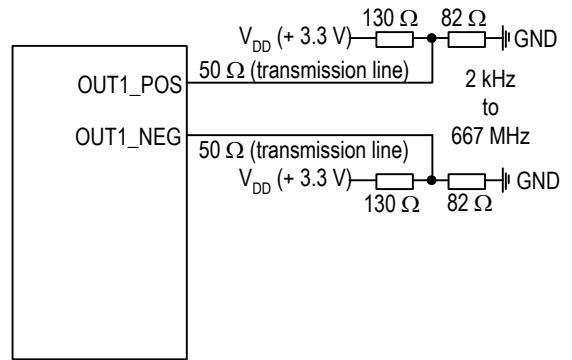 130 Ω 82 Ω
V_DD (+ 3.3 V) GND
OUT1_POS 50 Ω (transmission line)
2 kHz
to
667 MHz
OUT1_NEG 50 Ω (transmission line)
V_DD (+ 3.3 V) GND
130 Ω 82 Ω